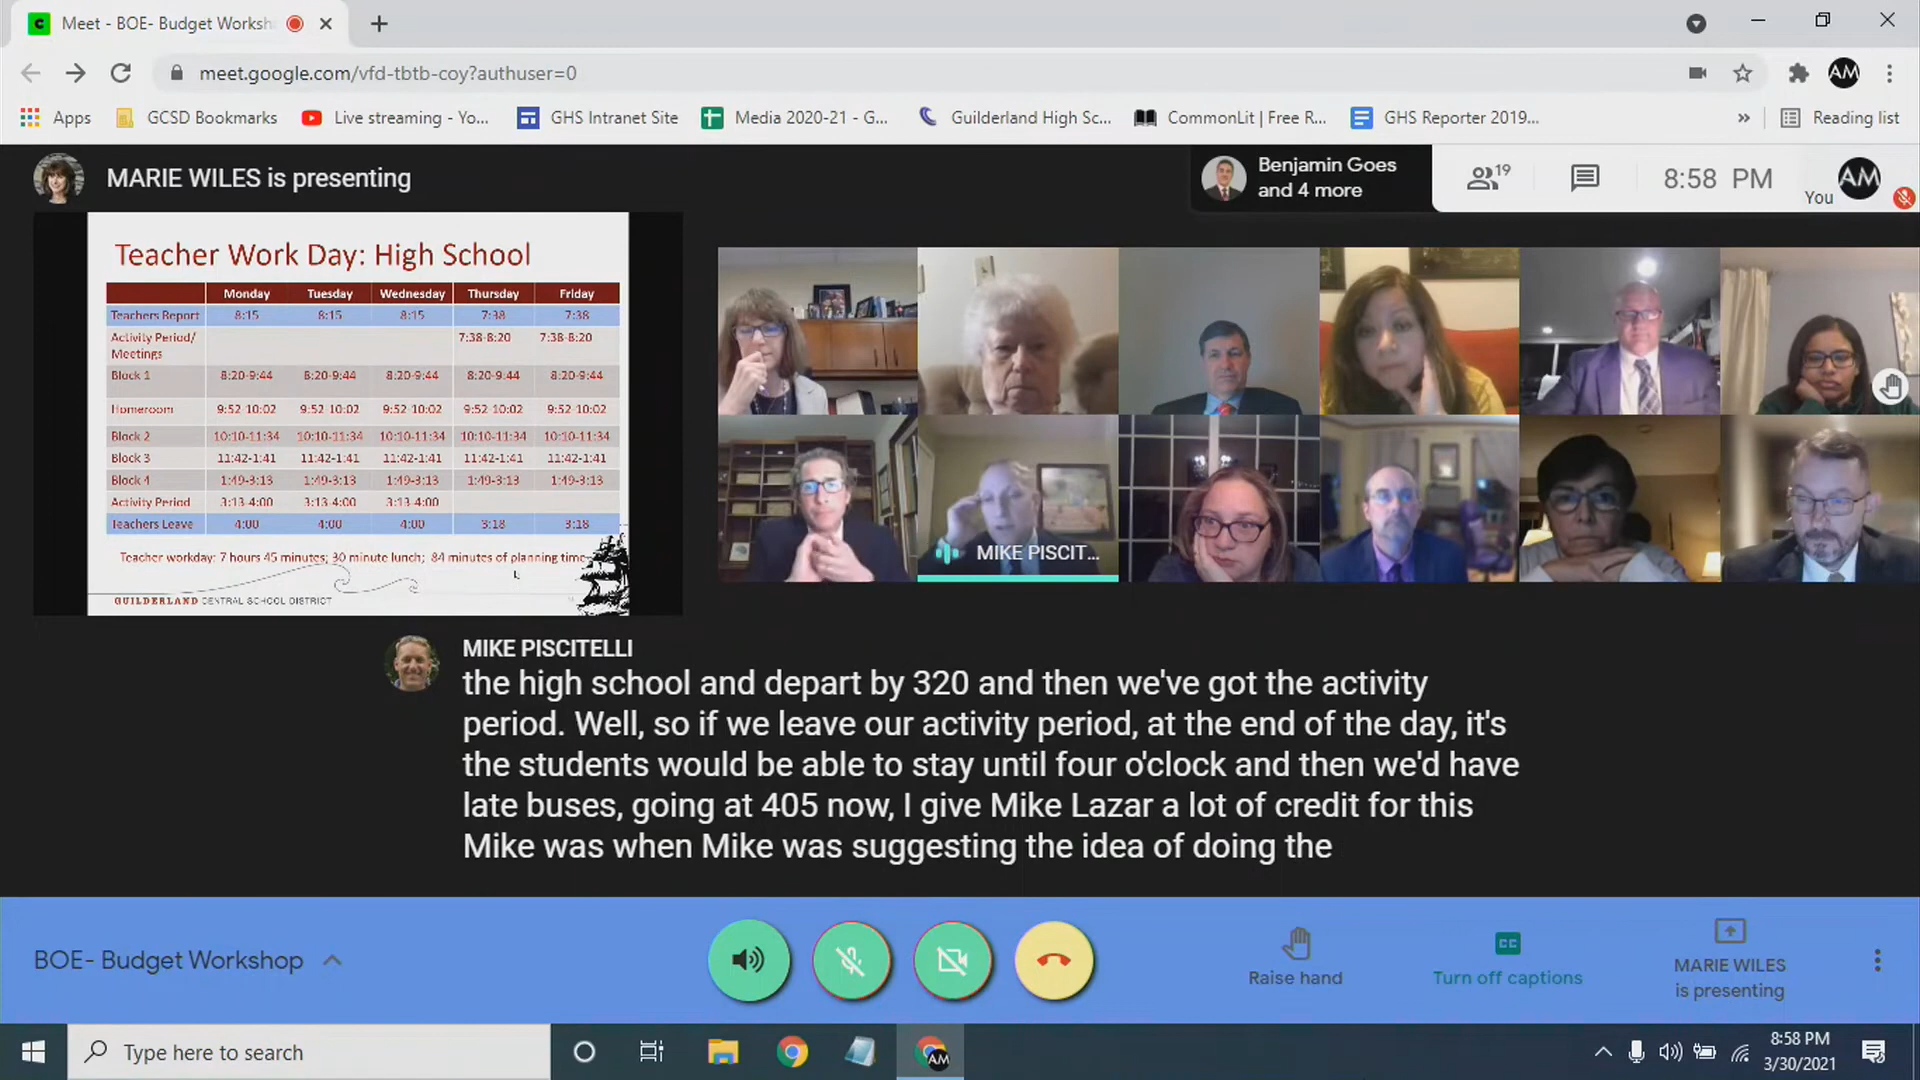 Meet - BOE- Budget Worksh
meet.google.com/vfd-tbtb-coy?authuser=0
AM
Apps
GCSD Bookmarks
Live streaming - Yo...
GHS Intranet Site
Media 2020-21 - G...
Guilderland High Sc...
CommonLit | Free R...
GHS Reporter 2019...
»
Reading list
MARIE WILES is presenting
Benjamin Goes
and 4 more
19
8:58 PM
You
AM
Teacher Work Day: High School
Monday Tuesday Wednesday Thursday Friday
Teachers Report 8:15 8:15 8:15 7:38 7:38
Activity Period/ 7:38-8:20 7:38-8:20
Meetings
Block 1 8:20-9:44 8:20-9:44 8:20-9:44 8:20-9:44 8:20-9:44
Homeroom 9:52-10:02 9:52-10:02 9:52-10:02 9:52-10:02 9:52-10:02
Block 2 10:10-11:34 10:10-11:34 10:10-11:34 10:10-11:34 10:10-11:34
Block 3 11:42-1:41 11:42-1:41 11:42-1:41 11:42-1:41 11:42-1:41
Block 4 1:49-3:13 1:49-3:13 1:49-3:13 1:49-3:13 1:49-3:13
Activity Period 3:13-4:00 3:13-4:00 3:13-4:00
Teachers Leave 4:00 4:00 4:00 3:18 3:18
Teacher workday: 7 hours 45 minutes; 30 minute lunch; 84 minutes of planning time
GUILDERLAND CENTRAL SCHOOL DISTRICT
MIKE PISCIT...
MIKE PISCITELLI
the high school and depart by 320 and then we've got the activity
period. Well, so if we leave our activity period, at the end of the day, it's
the students would be able to stay until four o'clock and then we'd have
late buses, going at 405 now, I give Mike Lazar a lot of credit for this
Mike was when Mike was suggesting the idea of doing the
BOE- Budget Workshop
Raise hand
CC
Turn off captions
MARIE WILES
is presenting
Type here to search
AM
8:58 PM
3/30/2021